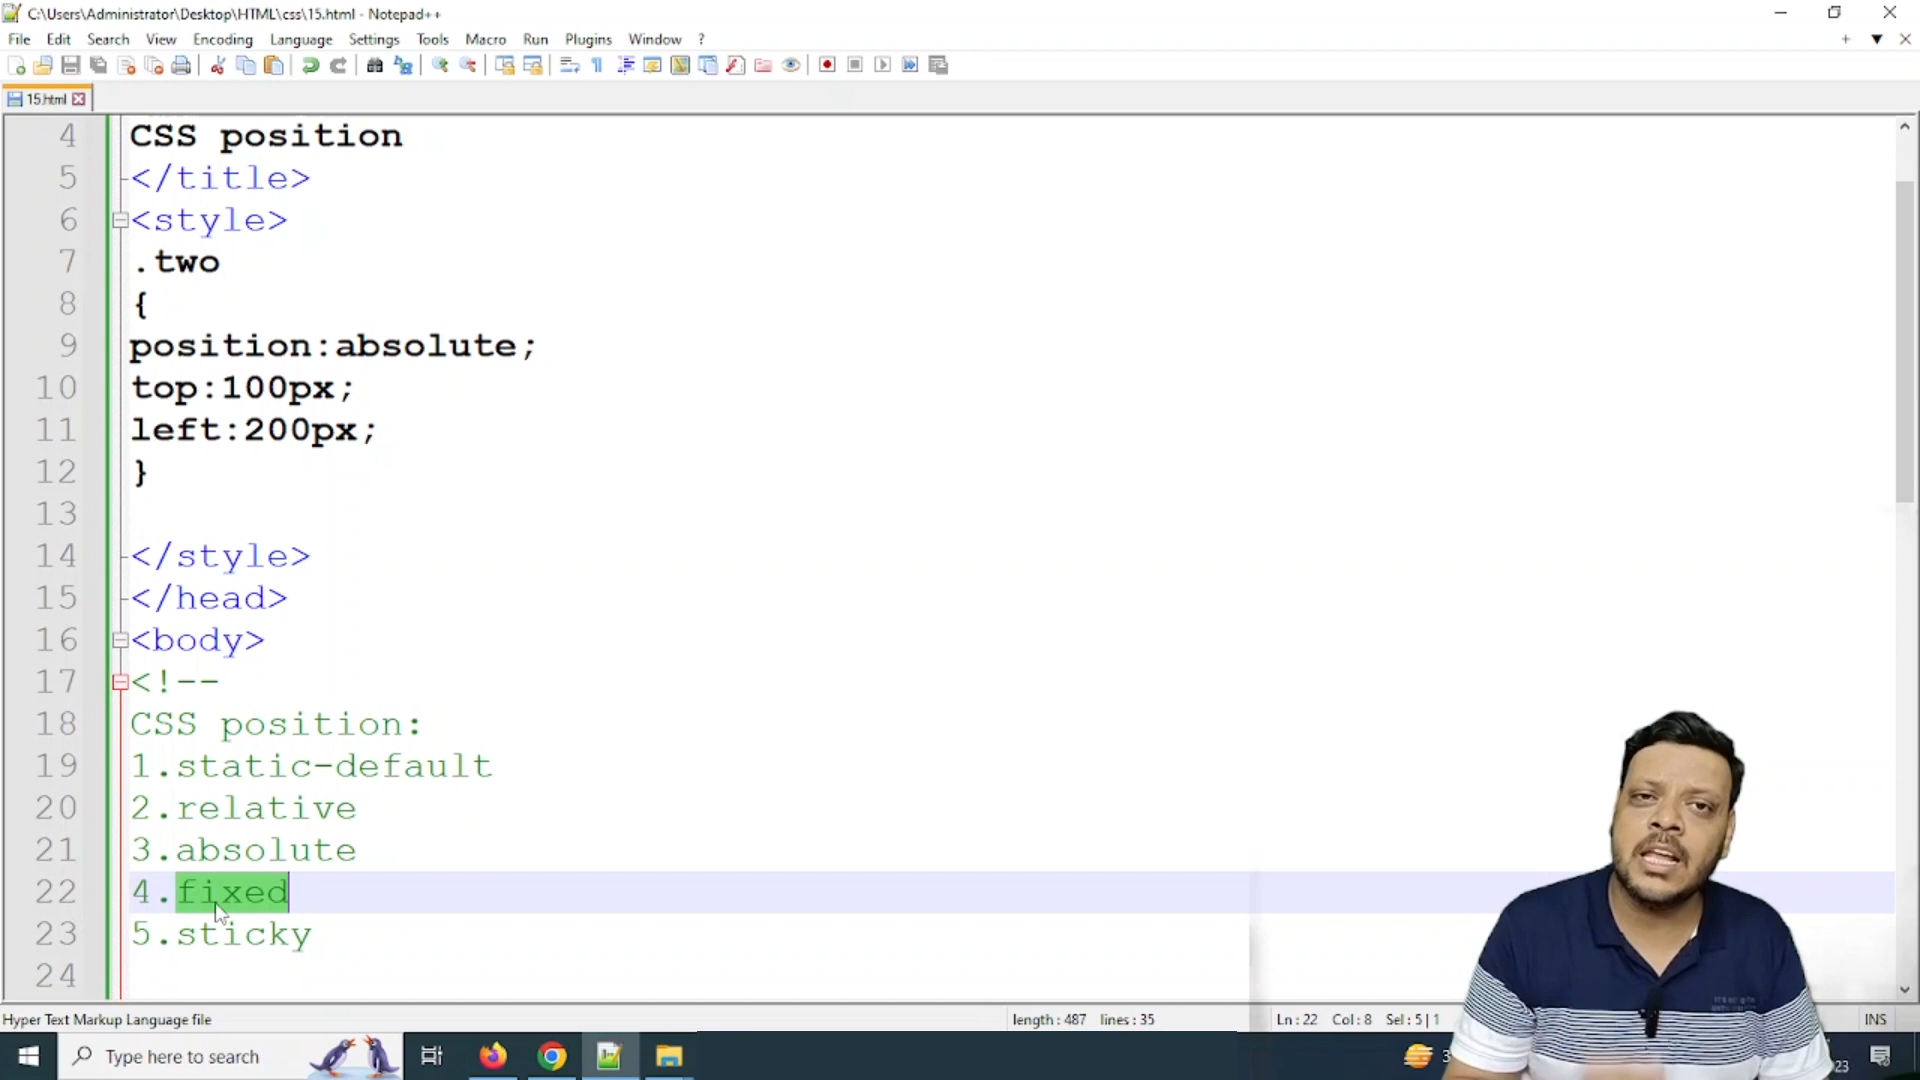 C:\Users\Administrator\Desktop\HTML\css\15.html - Notepad++
File Edit Search View Encoding Language Settings Tools Macro Run Plugins Window ?
15.html
4 CSS position
5 </title>
6 <style>
7 .two
8 {
9 position:absolute;
10 top:100px;
11 left:200px;
12 }
13
14 </style>
15 </head>
16 <body>
17 <!--
18 CSS position:
19 1.static-default
20 2.relative
21 3.absolute
22 4.fixed
23 5.sticky
24
Hyper Text Markup Language file length : 487 lines : 35 Ln : 22 Col : 8 Sel : 5 | 1 INS
Type here to search